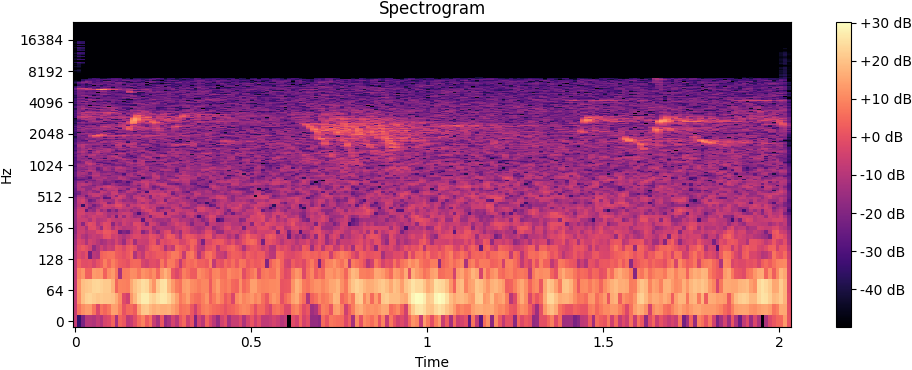 Spectrogram
Hz
16384
8192
4096
2048
1024
512
256
128
64
0
0
0.5
1
1.5
2
Time
+30 dB
+20 dB
+10 dB
+0 dB
-10 dB
-20 dB
-30 dB
-40 dB